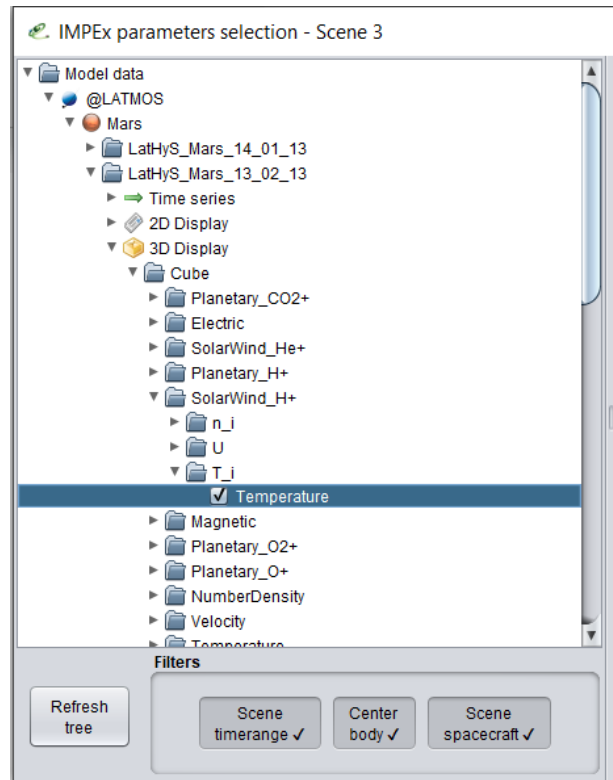 IMPEx parameters selection - Scene 3
Model data
@LATMOS
Mars
LatHyS_Mars_14_01_13
LatHyS_Mars_13_02_13
Time series
2D Display
3D Display
Cube
Planetary_CO2+
Electric
SolarWind_He+
Planetary_H+
SolarWind_H+
n_i
U
T_i
Temperature
Magnetic
Planetary_O2+
Planetary_O+
NumberDensity
Velocity
Temperature
Filters
Refresh
tree
Scene
timerange ✓
Center
body ✓
Scene
spacecraft ✓